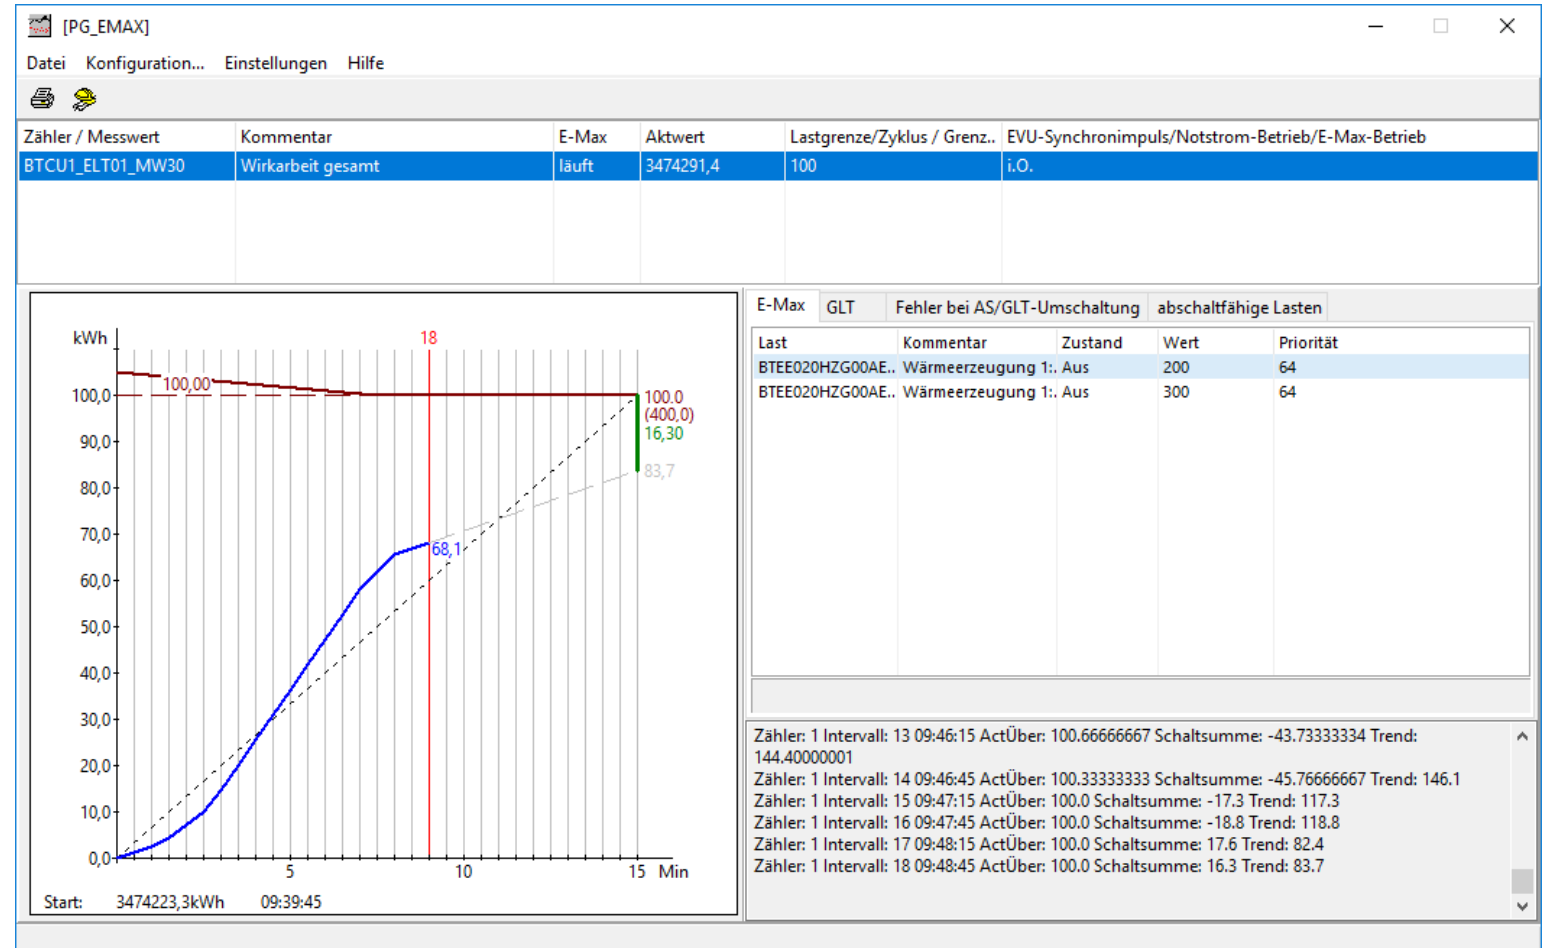 [PG_EMAX]
Datei Konfiguration... Einstellungen Hilfe
Zähler / Messwert Kommentar E-Max Aktwert Lastgrenze/Zyklus / Grenz.. EVU-Synchronimpuls/Notstrom-Betrieb/E-Max-Betrieb
BTCU1_ELT01_MW30 Wirkarbeit gesamt läuft 3474291,4 100 i.O.
kWh
18
100,00
100,0
90,0
80,0
70,0
60,0
50,0
40,0
30,0
20,0
10,0
0,0
100.0
(400,0)
16,30
83,7
68,1
5 10 15 Min
Start: 3474223,3kWh 09:39:45
E-Max GLT Fehler bei AS/GLT-Umschaltung abschaltfähige Lasten
Last Kommentar Zustand Wert Priorität
BTEE020HZG00AE.. Wärmeerzeugung 1:. Aus 200 64
BTEE020HZG00AE.. Wärmeerzeugung 1:. Aus 300 64
Zähler: 1 Intervall: 13 09:46:15 ActÜber: 100.66666667 Schaltsumme: -43.73333334 Trend:
144.40000001
Zähler: 1 Intervall: 14 09:46:45 ActÜber: 100.33333333 Schaltsumme: -45.76666667 Trend: 146.1
Zähler: 1 Intervall: 15 09:47:15 ActÜber: 100.0 Schaltsumme: -17.3 Trend: 117.3
Zähler: 1 Intervall: 16 09:47:45 ActÜber: 100.0 Schaltsumme: -18.8 Trend: 118.8
Zähler: 1 Intervall: 17 09:48:15 ActÜber: 100.0 Schaltsumme: 17.6 Trend: 82.4
Zähler: 1 Intervall: 18 09:48:45 ActÜber: 100.0 Schaltsumme: 16.3 Trend: 83.7